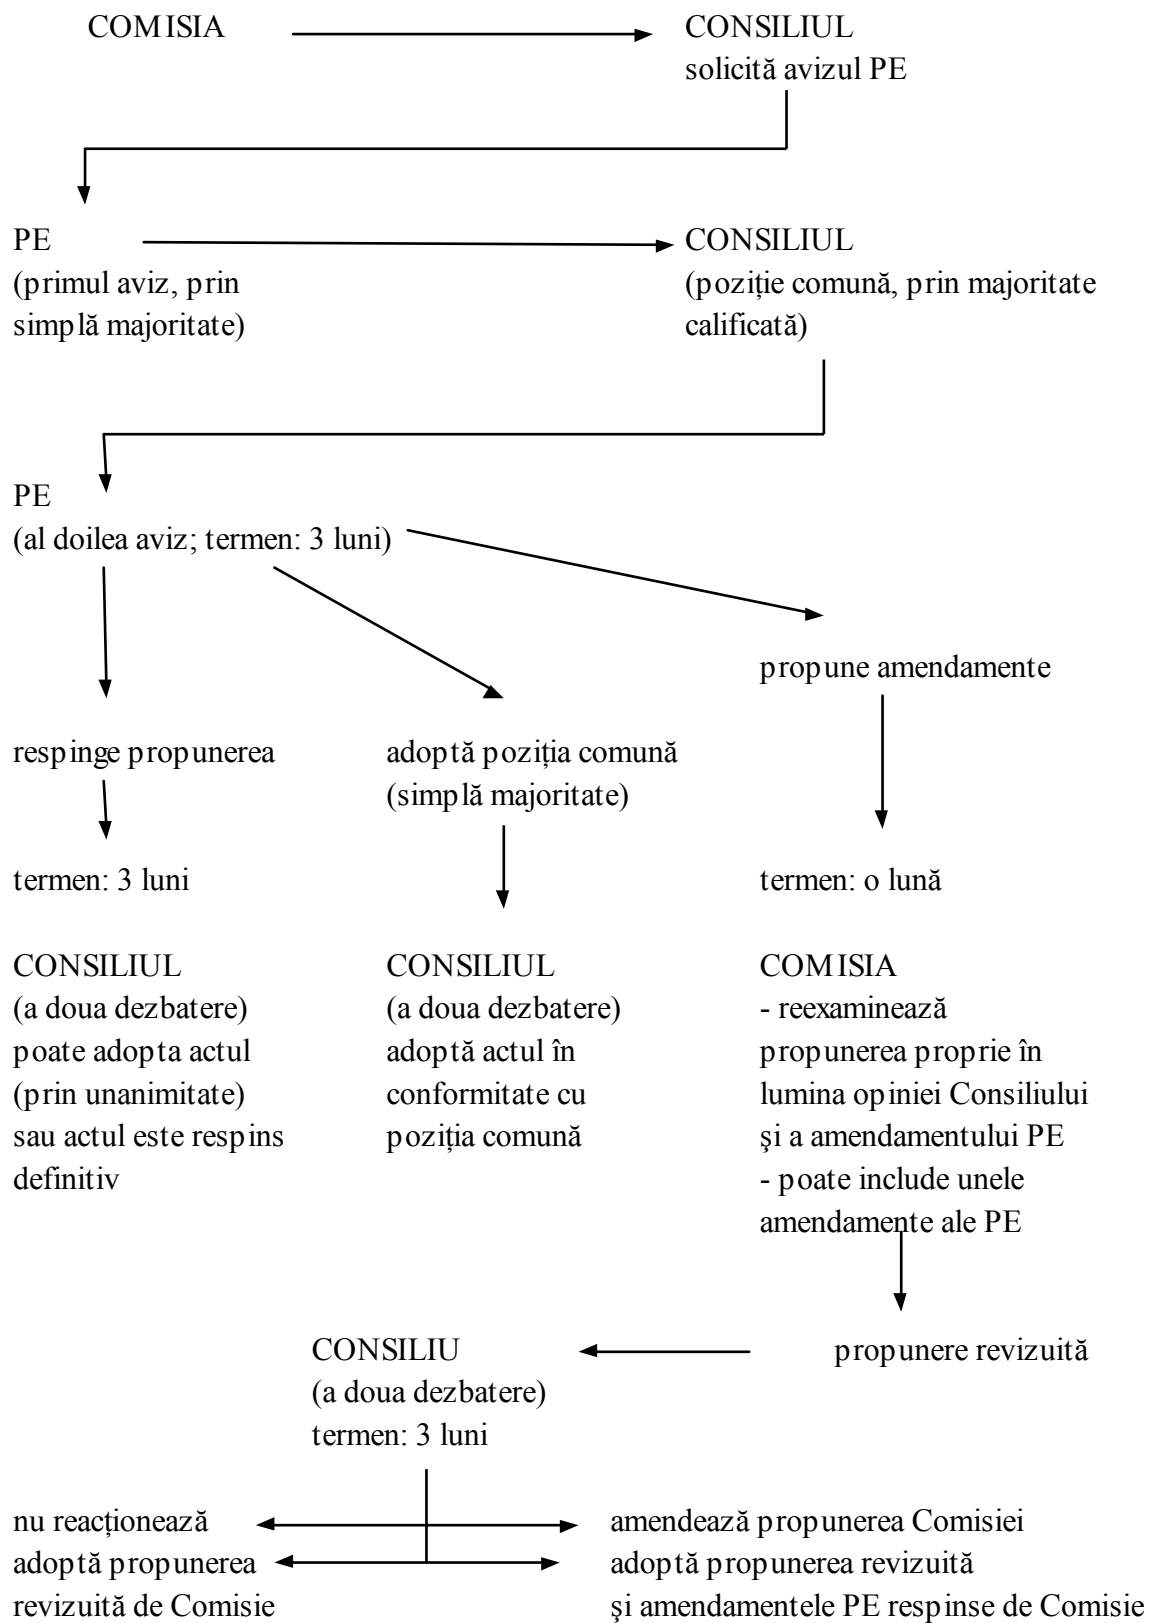 COMISIA
CONSILIUL
solicită avizul PE
PE
(primul aviz, prin
simplă majoritate)
CONSILIUL
(poziție comună, prin majoritate
calificată)
PE
(al doilea aviz; termen: 3 luni)
propune amendamente
respinge propunerea
adoptă poziția comună
(simplă majoritate)
termen: 3 luni
termen: o lună
CONSILIUL
(a doua dezbatere)
poate adopta actul
(prin unanimitate)
sau actul este respins
definitiv
CONSILIUL
(a doua dezbatere)
adoptă actul în
conformitate cu
poziția comună
COMISIA
- reexaminează
propunerea proprie în
lumina opiniei Consiliului
şi a amendamentului PE
- poate include unele
amendamente ale PE
CONSILIU
(a doua dezbatere)
termen: 3 luni
propunere revizuită
nu reacționează
adoptă propunerea
revizuită de Comisie
amendează propunerea Comisiei
adoptă propunerea revizuită
şi amendamentele PE respinse de Comisie